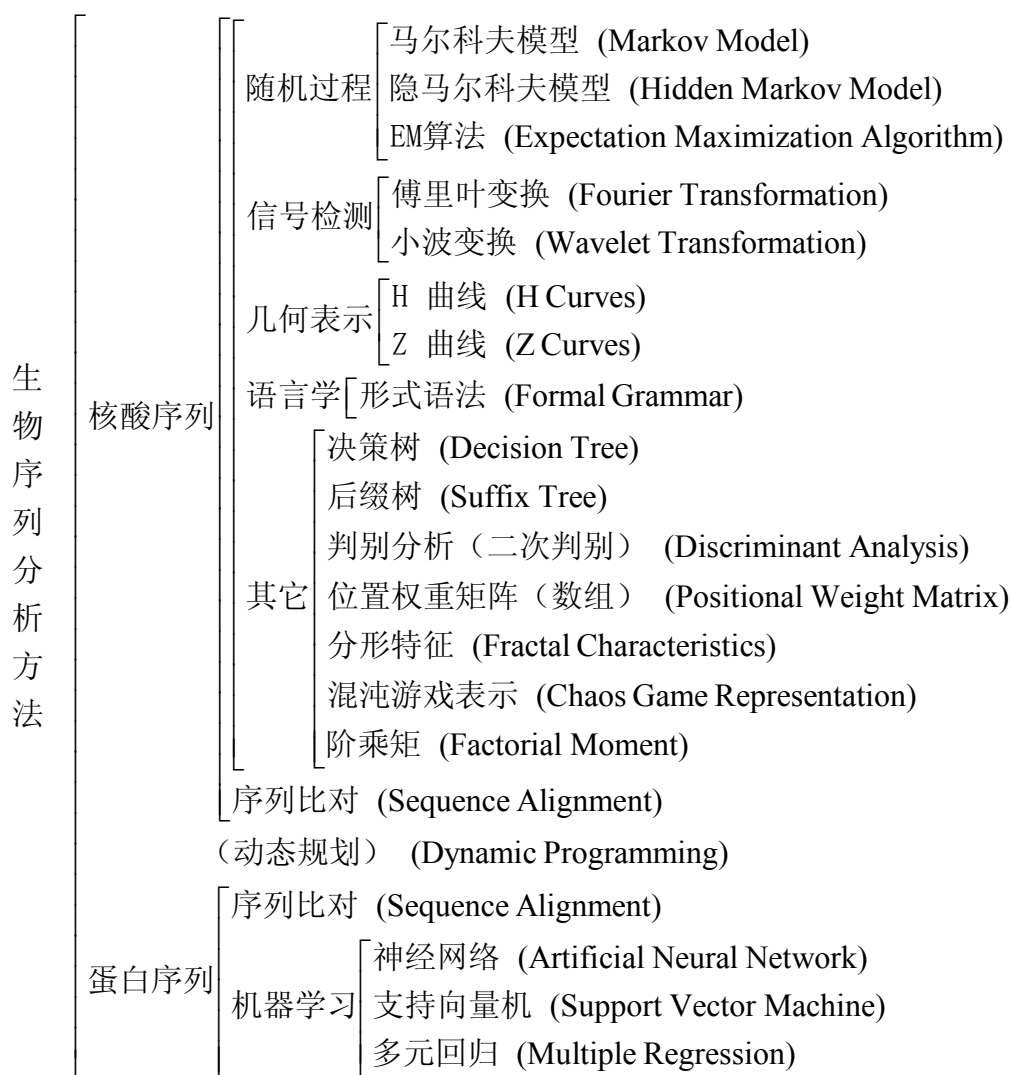 生物序列分析方法
核酸序列
随机过程
马尔科夫模型 (Markov Model)
隐马尔科夫模型 (Hidden Markov Model)
EM算法 (Expectation Maximization Algorithm)
信号检测
傅里叶变换 (Fourier Transformation)
小波变换 (Wavelet Transformation)
几何表示
H 曲线 (H Curves)
Z 曲线 (Z Curves)
语言学
形式语法 (Formal Grammar)
其它
决策树 (Decision Tree)
后缀树 (Suffix Tree)
判别分析（二次判别） (Discriminant Analysis)
位置权重矩阵（数组） (Positional Weight Matrix)
分形特征 (Fractal Characteristics)
混沌游戏表示 (Chaos Game Representation)
阶乘矩 (Factorial Moment)
序列比对 (Sequence Alignment)
（动态规划） (Dynamic Programming)
蛋白序列
序列比对 (Sequence Alignment)
机器学习
神经网络 (Artificial Neural Network)
支持向量机 (Support Vector Machine)
多元回归 (Multiple Regression)